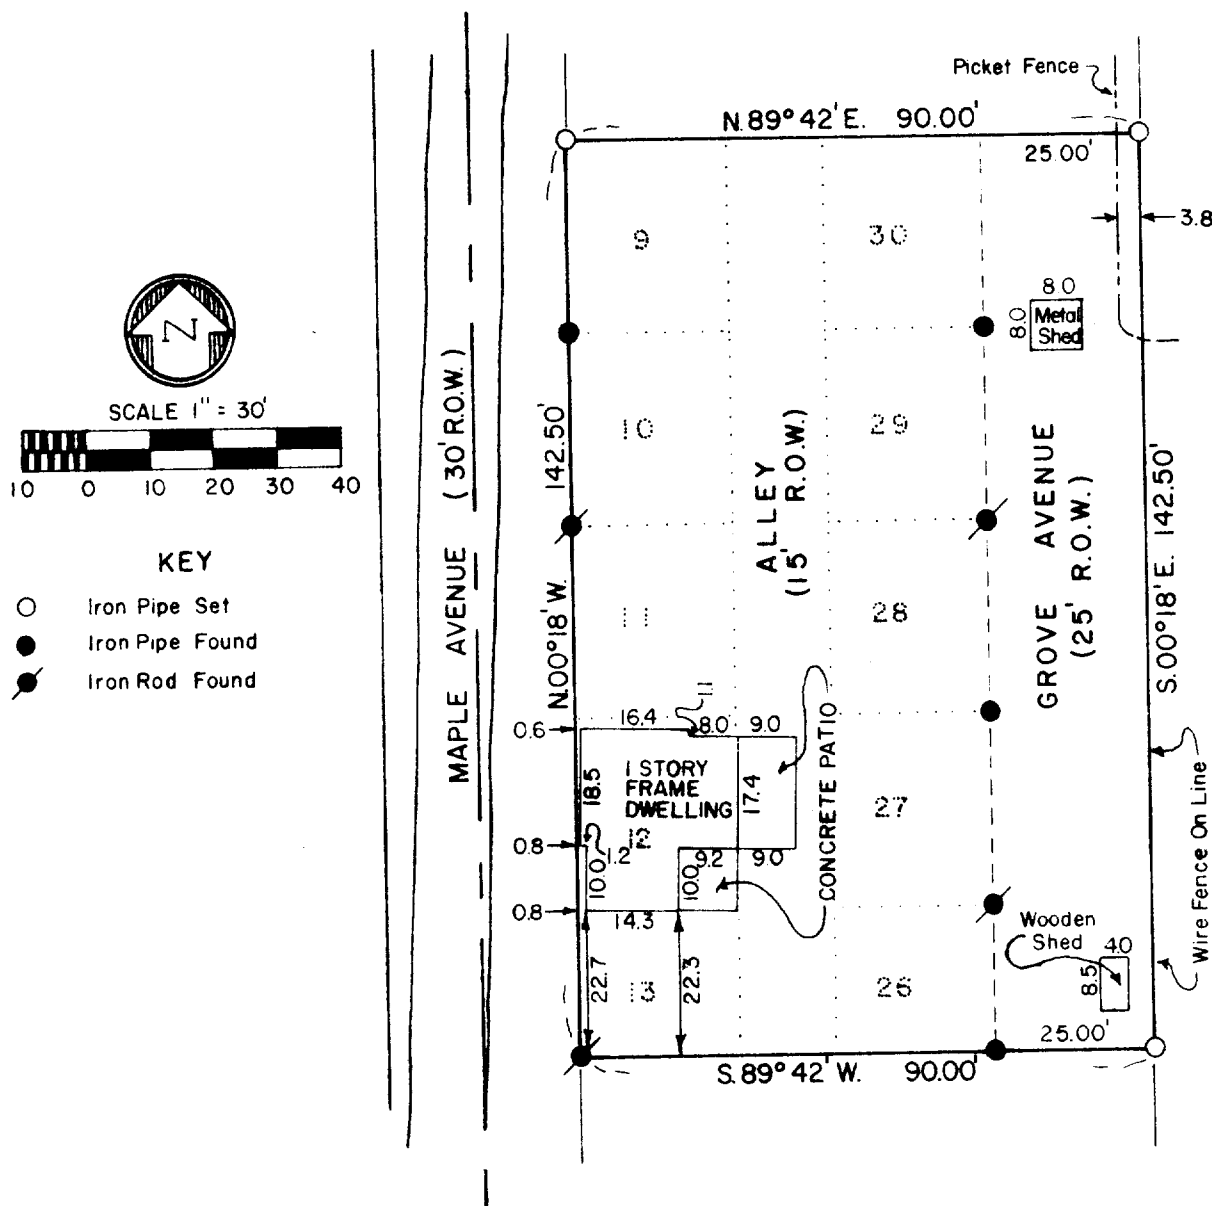 Picket Fence
N.89°42'E. 90.00'
25.00'
3.8
9
30
8.0
8.0
Metal
Shed
N
SCALE 1" = 30'
10 0 10 20 30 40
KEY
Iron Pipe Set
Iron Pipe Found
Iron Rod Found
MAPLE AVENUE (30' R.O.W.)
N.00°18'W. 142.50'
10
29
ALLEY
(15' R.O.W.)
GROVE AVENUE
(25' R.O.W.)
S.00°18'E. 142.50'
11
28
1.1
0.6
16.4
8.0
9.0
18.5
1 STORY
FRAME
DWELLING
17.4
CONCRETE PATIO
27
12
0.8
1.2
9.2
9.0
10.0
10.0
0.8
14.3
22.7
22.3
13
26
Wooden
Shed
4.0
8.5
Wire Fence On Line
25.00'
S.89°42' W. 90.00'